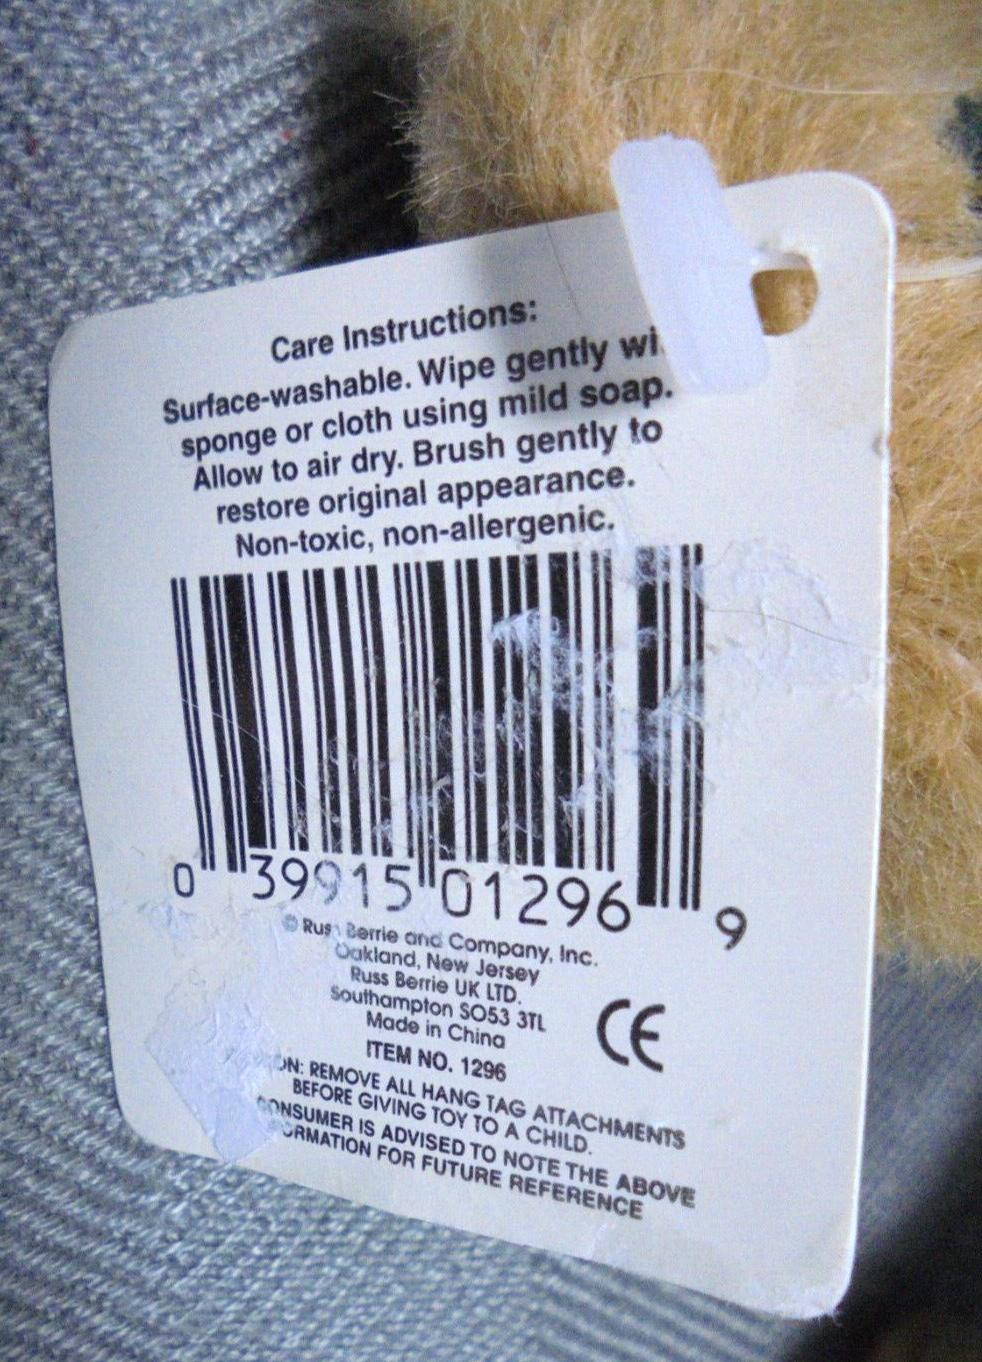 Care Instructions:
Surface-washable. Wipe gently
sponge or cloth using mild soap.
Allow to air dry. Brush gently to
restore original appearance.
Non-toxic, non-allergenic.
0 39915 01296 9
© Russ Berrie and Company, Inc.
Oakland, New Jersey
Russ Berrie UK LTD.
Southampton SO53 3TL
Made in China
CE
ITEM NO. 1296
REMOVE ALL HANG TAG ATTACHMENTS
BEFORE GIVING TOY TO A CHILD.
CONSUMER IS ADVISED TO NOTE THE ABOVE
FOR FUTURE REFERENCE